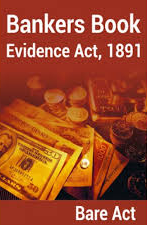 Bankers Book
Evidence Act, 1891
Bare Act